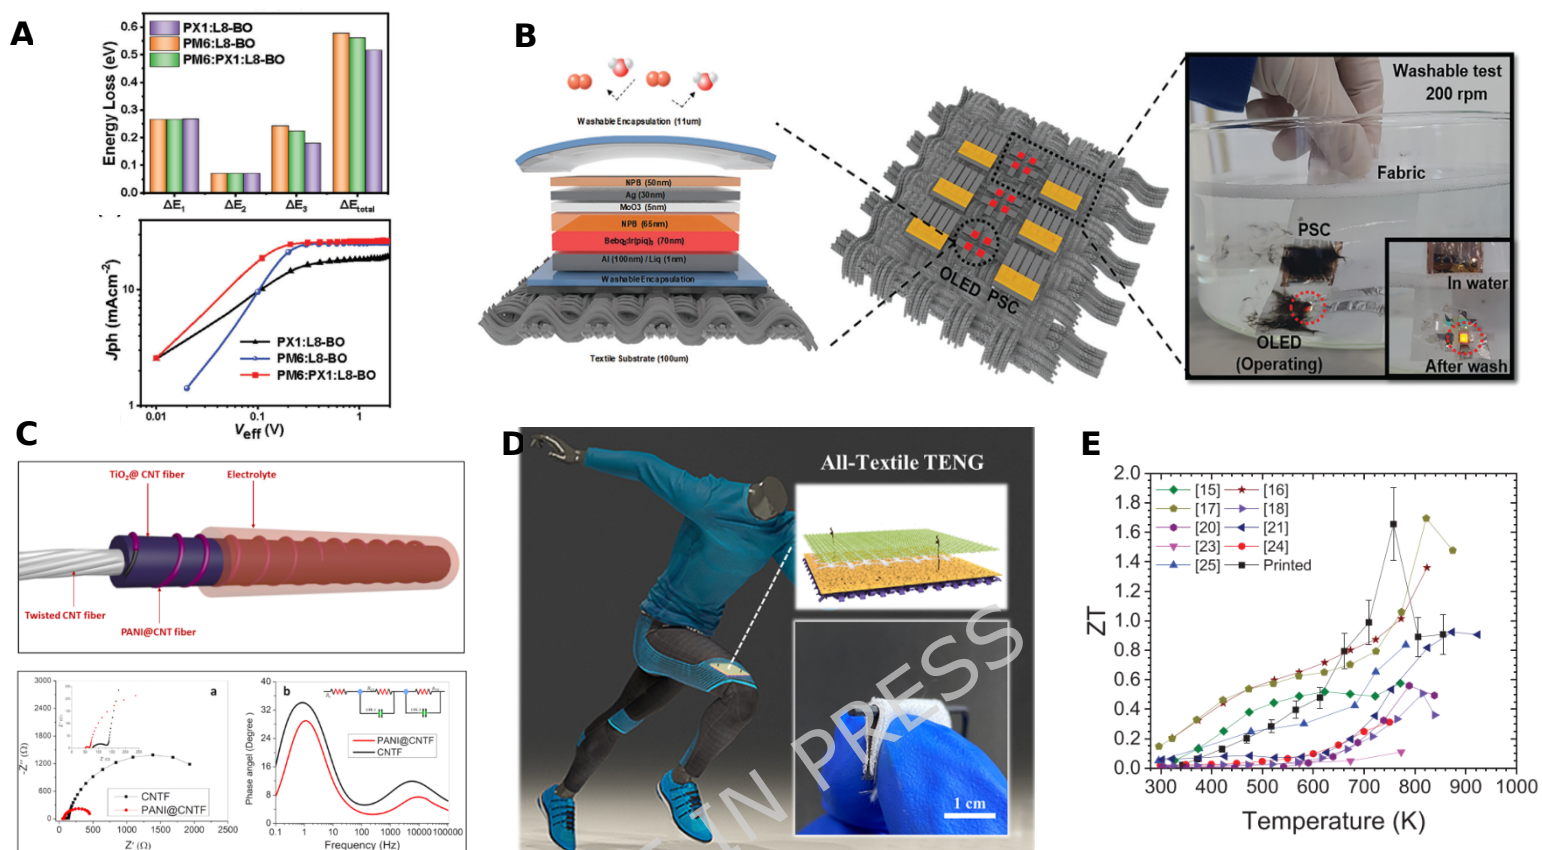 A
PX1:L8-BO
PM6:L8-BO
PM6:PX1:L8-BO
Energy Loss (eV)
0.6
0.5
0.4
0.3
0.2
0.1
0.0
ΔE1 ΔE2 ΔE3 ΔEtotal
Jph (mAcm-2)
10
1
PX1:L8-BO
PM6:L8-BO
PM6:PX1:L8-BO
0.01 0.1 1
Veff (V)
B
Washable Encapsulation (11um)
NPB (50nm)
Ag (30nm)
MoO3 (5nm)
NPB (65nm)
Bebq2:Ir(piq)3 (70nm)
Al (100nm) / Liq (1nm)
Washable Encapsulation
Textile Substrate (100um)
OLED PSC
Washable test
200 rpm
Fabric
PSC
In water
OLED
(Operating)
After wash
C
TiO2@ CNT fiber
Electrolyte
Twisted CNT fiber
PANI@CNT fiber
a
-Z'' (Ω)
3000
2400
1800
1200
600
0
CNTF
PANI@CNTF
0 500 1000 1500 2000 2500
Z' (Ω)
b
Phase angel (Degree )
40
32
24
16
8
0
PANI@CNTF
CNTF
0.1 1 10 100 1000 10000 100000
Frequency (Hz)
D
All-Textile TENG
1 cm
IN PRESS
E
ZT
2.0
1.8
1.6
1.4
1.2
1.0
0.8
0.6
0.4
0.2
0.0
[15] [16]
[17] [18]
[20] [21]
[23] [24]
[25] Printed
300 400 500 600 700 800 900 1000
Temperature (K)